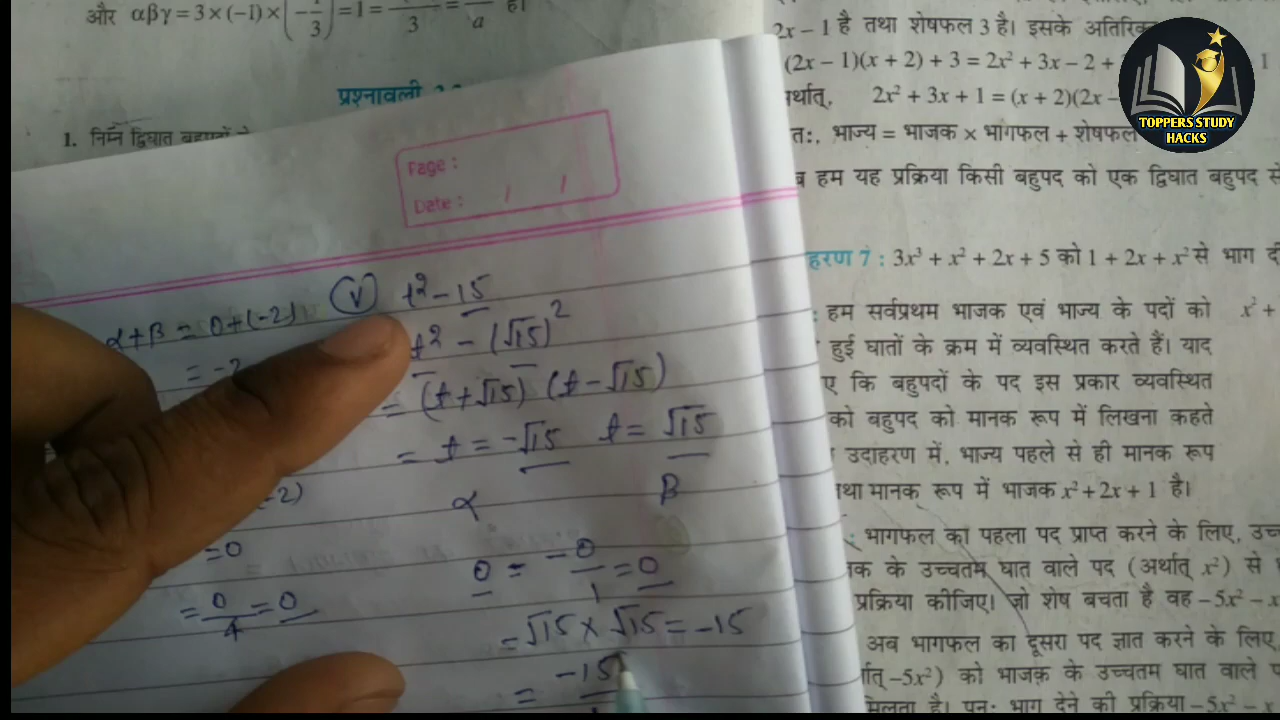 और αβγ = 3 × (−1) × (− /3) = 1 = /3 = /a है।
प्रश्नावली
1. निम्न द्विघात बहुपदों
Page :
Date : / /
α+β = 0+(-2)
= -2
-2)
=0
= 0/4 = 0
(v) t² - 15
t² - (√15)²
= (t+√15) (t-√15)
= t = -√15 t = √15
α β
0 = -0/1 = 0
= √15 × √15 = -15
= -15
2x − 1 है तथा शेषफल 3 है। इसके
(2x − 1)(x + 2) + 3 = 2x² + 3x − 2 + 1
र्थात्, 2x² + 3x + 1 = (x + 2)(2x −
तः, भाज्य = भाजक × भागफल + शेषफल
ब हम यह प्रक्रिया किसी बहुपद को एक द्विघात बहुपद से
हरण 7 : 3x³ + x² + 2x + 5 को 1 + 2x + x² से भाग
: हम सर्वप्रथम भाजक एवं भाज्य के पदों को x² +
हुई घातों के क्रम में व्यवस्थित करते हैं। याद
ए कि बहुपदों के पद इस प्रकार व्यवस्थित
को बहुपद को मानक रूप में लिखना कहते
उदाहरण में, भाज्य पहले से ही मानक रूप
था मानक रूप में भाजक x² + 2x + 1 है।
: भागफल का पहला पद प्राप्त करने के लिए,
क के उच्चतम घात वाले पद (अर्थात् x²) से
प्रक्रिया कीजिए। जो शेष बचता है वह −5x² − x
अब भागफल का दूसरा पद ज्ञात करने के लिए,
र्थात् −5x²) को भाजक के उच्चतम घात वाले
मिलता है। पुनः भाग देने की प्रक्रिया −5x² − x
TOPPERS STUDY
HACKS